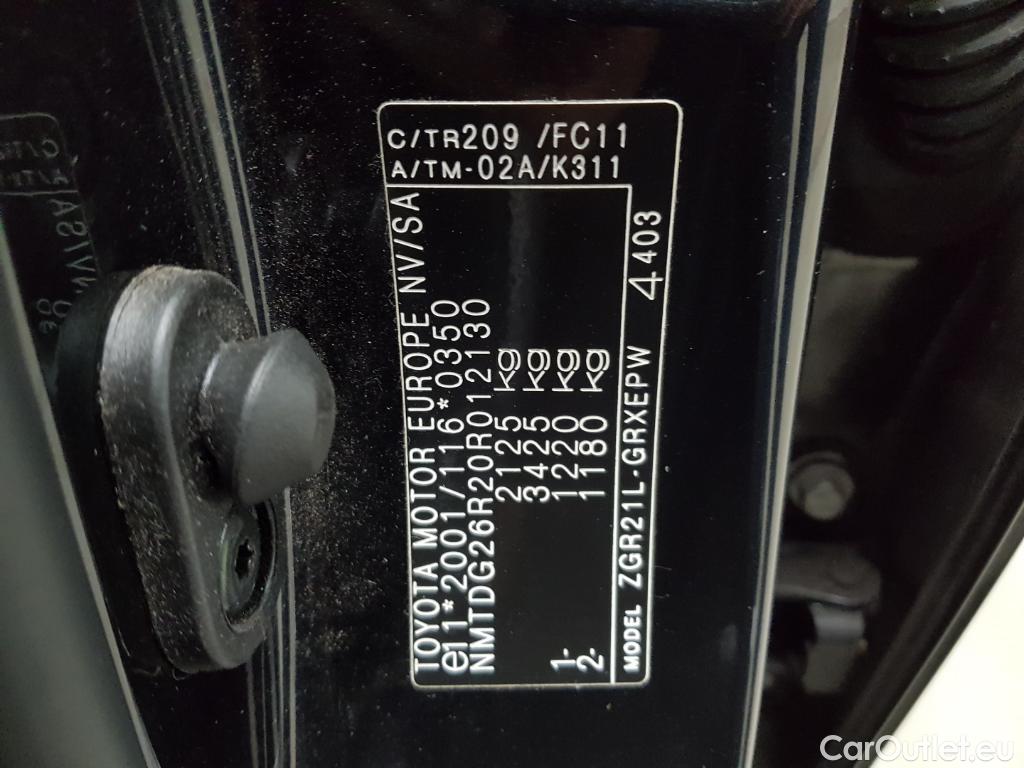 C/TR209 /FC11
A/TM-02A/K311
TOYOTA MOTOR EUROPE NV/SA
e11*2001/116*0350
NMTDG26R20R012130
2125 kg
3425 kg
1- 1220 kg
2- 1180 kg
MODEL ZGR21L-GRXEPW 4403
CarOutlet.eu